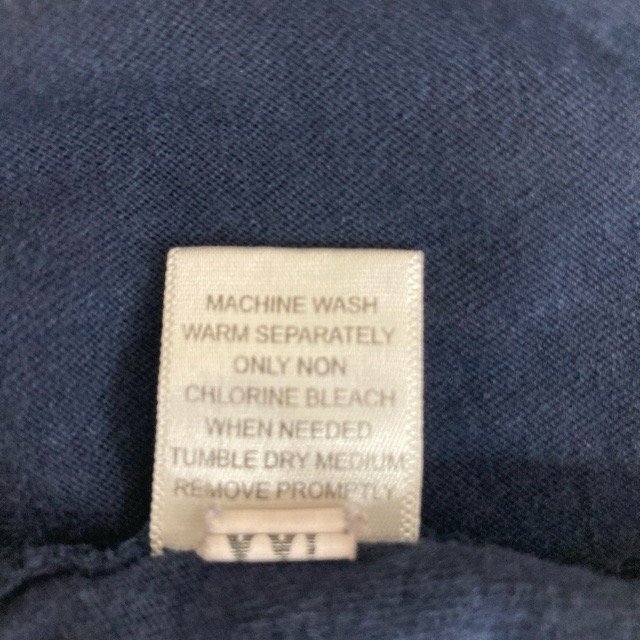 MACHINE WASH
WARM SEPARATELY
ONLY NON
CHLORINE BLEACH
WHEN NEEDED
TUMBLE DRY MEDIUM
REMOVE PROMPTLY